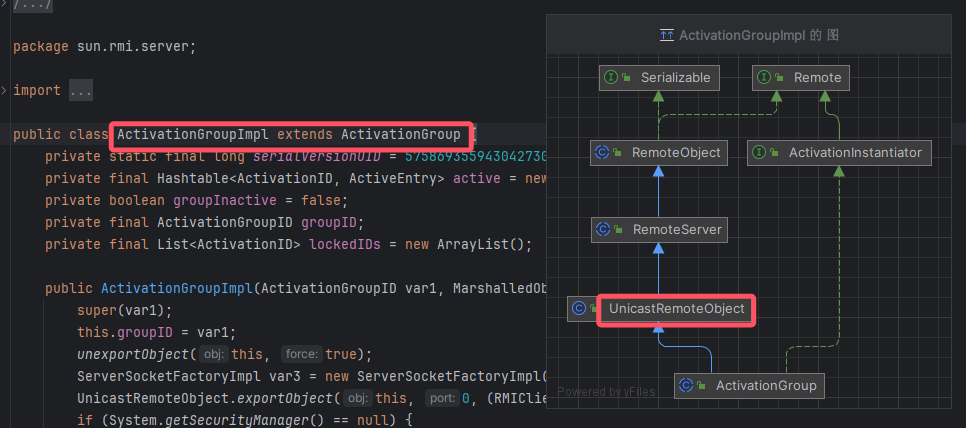 /.../
package sun.rmi.server;
import ...
public class ActivationGroupImpl extends ActivationGroup {
private static final long serialVersionUID = 5758693559430427303
private final Hashtable<ActivationID, ActiveEntry> active = new
private boolean groupInactive = false;
private final ActivationGroupID groupID;
private final List<ActivationID> lockedIDs = new ArrayList();
public ActivationGroupImpl(ActivationGroupID var1, MarshalledOb
super(var1);
this.groupID = var1;
unexportObject( obj: this, force: true);
ServerSocketFactoryImpl var3 = new ServerSocketFactoryImpl(
UnicastRemoteObject.exportObject( obj: this, port: 0, (RMIClie
if (System.getSecurityManager() == null) {
ActivationGroupImpl 的 图
Serializable
Remote
RemoteObject
ActivationInstantiator
RemoteServer
UnicastRemoteObject
ActivationGroup
Powered by yFiles